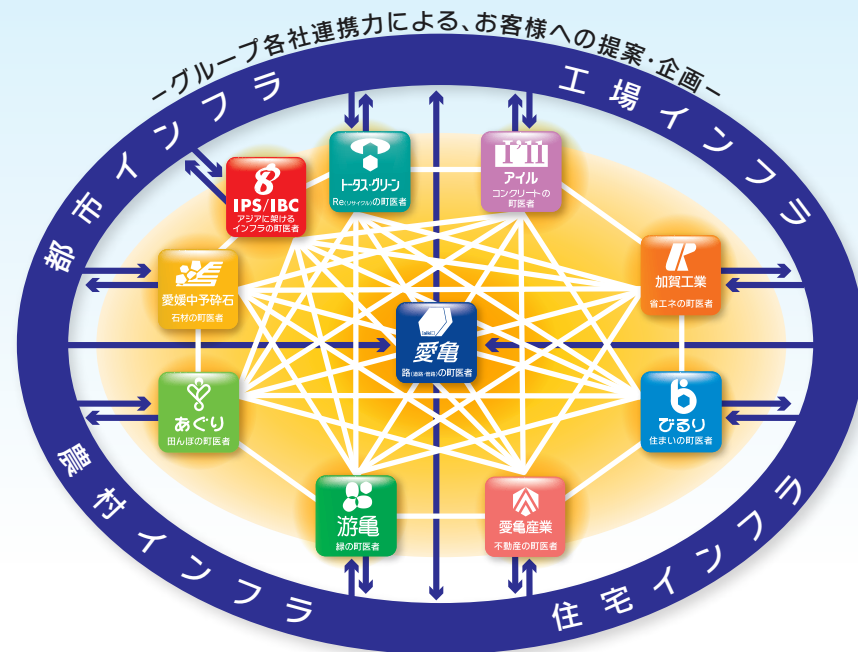 ーグループ各社連携力による、お客様への提案・企画ー
都市インフラ
工場インフラ
トータス・グリーン
Re(リサイクル)の町医者
I'll
アイル
コンクリートの
町医者
IPS/IBC
アジアに架ける
インフラの町医者
愛媛中予砕石
石材の町医者
加賀工業
省エネの町医者
愛亀
路(道路・管路)の町医者
あぐり
田んぼの町医者
びるり
住まいの町医者
游亀
緑の町医者
愛亀産業
不動産の町医者
農村インフラ
住宅インフラ